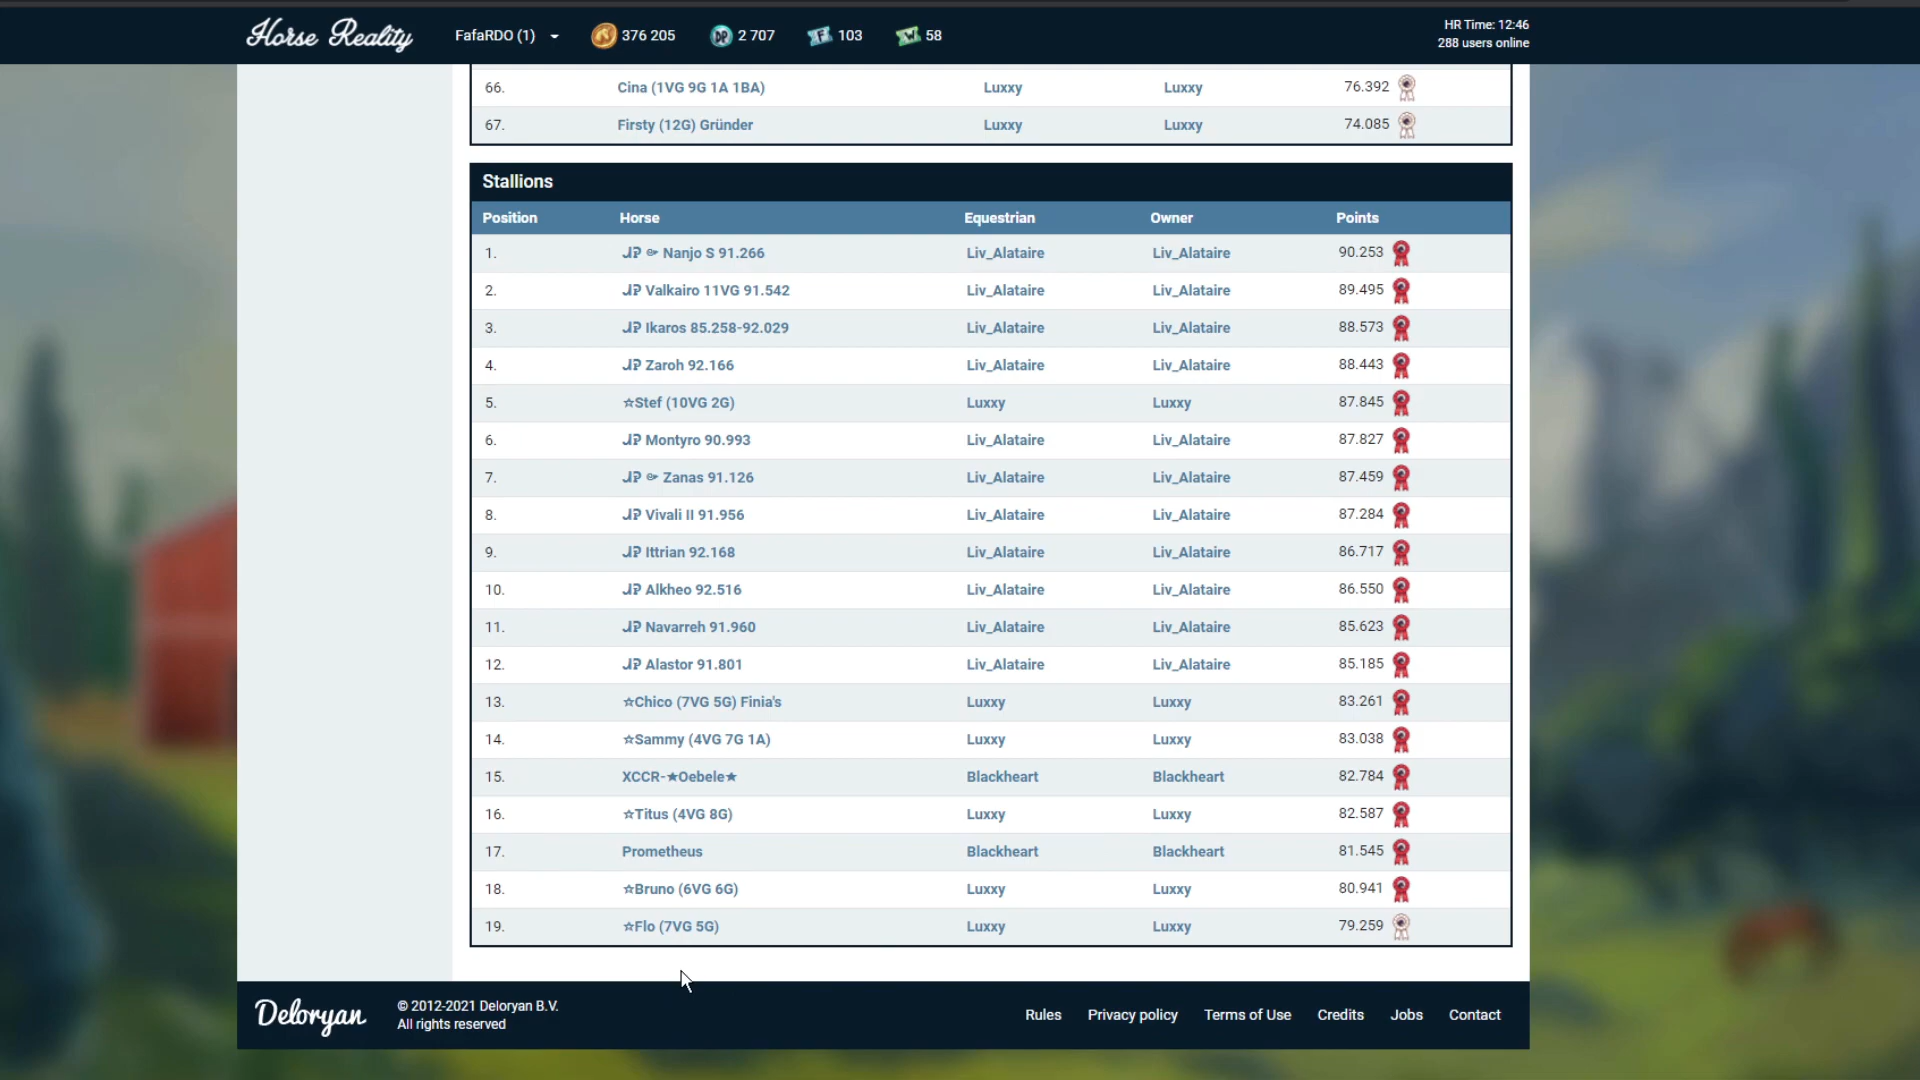 Horse Reality FafaRDO (1) 376 205 DP 2 707 F 103 W 58 HR Time: 12:46
288 users online
66. Cina (1VG 9G 1A 1BA) Luxxy Luxxy 76.392
67. Firsty (12G) Gründer Luxxy Luxxy 74.085
Stallions
Position Horse Equestrian Owner Points
1. Nanjo S 91.266 Liv_Alataire Liv_Alataire 90.253
2. Valkairo 11VG 91.542 Liv_Alataire Liv_Alataire 89.495
3. Ikaros 85.258-92.029 Liv_Alataire Liv_Alataire 88.573
4. Zaroh 92.166 Liv_Alataire Liv_Alataire 88.443
5. ☆Stef (10VG 2G) Luxxy Luxxy 87.845
6. Montyro 90.993 Liv_Alataire Liv_Alataire 87.827
7. Zanas 91.126 Liv_Alataire Liv_Alataire 87.459
8. Vivali II 91.956 Liv_Alataire Liv_Alataire 87.284
9. Ittrian 92.168 Liv_Alataire Liv_Alataire 86.717
10. Alkheo 92.516 Liv_Alataire Liv_Alataire 86.550
11. Navarreh 91.960 Liv_Alataire Liv_Alataire 85.623
12. Alastor 91.801 Liv_Alataire Liv_Alataire 85.185
13. ☆Chico (7VG 5G) Finia's Luxxy Luxxy 83.261
14. ☆Sammy (4VG 7G 1A) Luxxy Luxxy 83.038
15. XCCR-★Oebele★ Blackheart Blackheart 82.784
16. ☆Titus (4VG 8G) Luxxy Luxxy 82.587
17. Prometheus Blackheart Blackheart 81.545
18. ☆Bruno (6VG 6G) Luxxy Luxxy 80.941
19. ☆Flo (7VG 5G) Luxxy Luxxy 79.259
Deloryan © 2012-2021 Deloryan B.V.
All rights reserved
Rules Privacy policy Terms of Use Credits Jobs Contact